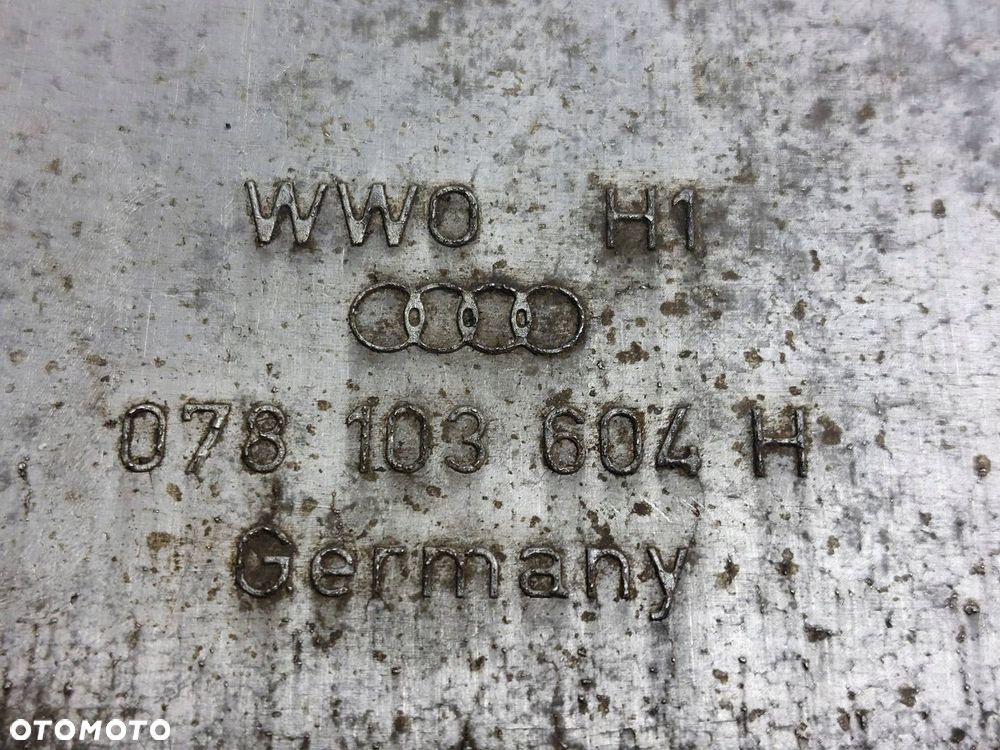 WWO H1
078 103 604 H
Germany
OTOMOTO